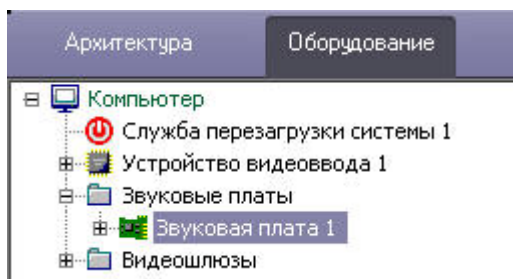 Архитектура Оборудование
Компьютер
Служба перезагрузки системы 1
Устройство видеоввода 1
Звуковые платы
Звуковая плата 1
Видеошлюзы